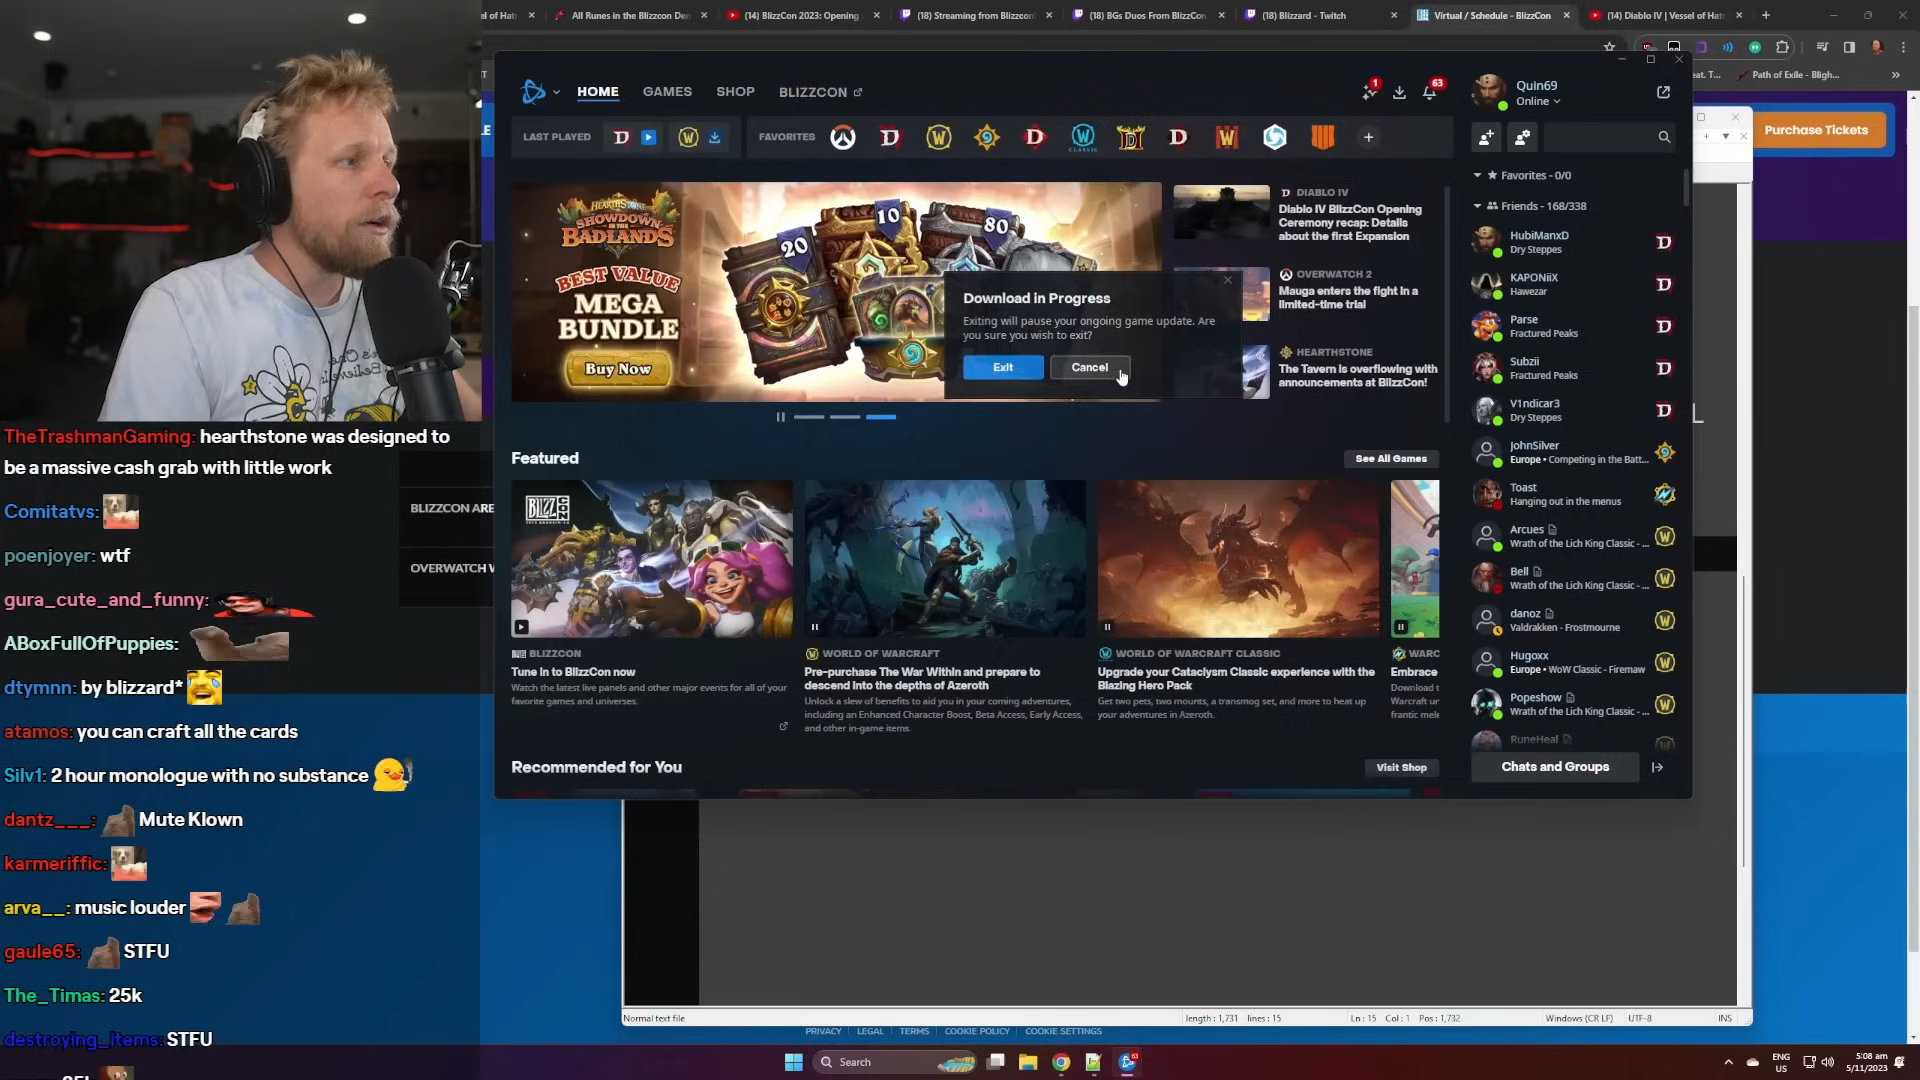 All Runes in the Blizzcon Den
(14) BlizzCon 2023: Opening
(18) Streaming from Blizzcon
(18) BGs Duos From BlizzCon
(18) Blizzard - Twitch
Virtual / Schedule - BlizzCon
(14) Diablo IV | Vessel of Hat
Path of Exile - Bligh...
HOME
GAMES
SHOP
BLIZZCON
1
63
Quin69
Online
Purchase Tickets
LAST PLAYED
FAVORITES
Favorites - 0/0
Friends - 168/338
HubiManxD
Dry Steppes
KAPONiiX
Hawezar
Parse
Fractured Peaks
Subzii
Fractured Peaks
V1ndicar3
Dry Steppes
JohnSilver
Europe • Competing in the Batt...
Toast
Hanging out in the menus
Arcues
Wrath of the Lich King Classic - ...
Bell
Wrath of the Lich King Classic - ...
danoz
Valdrakken - Frostmourne
Hugoxx
Europe • WoW Classic - Firemaw
Popeshow
Wrath of the Lich King Classic - ...
RuneHeal
Chats and Groups
HEARTHSTONE
SHOWDOWN
IN THE
BADLANDS
BEST VALUE
MEGA
BUNDLE
Buy Now
20
10
80
DIABLO IV
Diablo IV BlizzCon Opening
Ceremony recap: Details
about the first Expansion
OVERWATCH 2
Mauga enters the fight in a
limited-time trial
HEARTHSTONE
The Tavern is overflowing with
announcements at BlizzCon!
Download in Progress
Exiting will pause your ongoing game update. Are
you sure you wish to exit?
Exit
Cancel
Featured
See All Games
BLIZZCON
Tune in to BlizzCon now
Watch the latest live panels and other major events for all of your
favorite games and universes.
WORLD OF WARCRAFT
Pre-purchase The War Within and prepare to
descend into the depths of Azeroth
Unlock a slew of benefits to aid you in your coming adventures,
including an Enhanced Character Boost, Beta Access, Early Access,
and other in-game items.
WORLD OF WARCRAFT CLASSIC
Upgrade your Cataclysm Classic experience with the
Blazing Hero Pack
Get two pets, two mounts, a transmog set, and more to heat up
your adventures in Azeroth.
WARC
Embrace
Download t
Warcraft un
frantic mele
Recommended for You
Visit Shop
BLIZZCON ARE
OVERWATCH W
TheTrashmanGaming: hearthstone was designed to
be a massive cash grab with little work
Comitatvs:
poenjoyer: wtf
gura_cute_and_funny:
ABoxFullOfPuppies:
dtymnn: by blizzard*
atamos: you can craft all the cards
Silv1: 2 hour monologue with no substance
dantz___: Mute Klown
karmeriffic:
arva__: music louder
gaule65: STFU
The_Timas: 25k
destroying_items: STFU
Normal text file
length : 1,731
lines : 15
Ln : 15
Col : 1
Pos : 1,732
Windows (CR LF)
UTF-8
INS
PRIVACY
LEGAL
TERMS
COOKIE POLICY
COOKIE SETTINGS
Search
ENG
US
5:08 am
5/11/2023